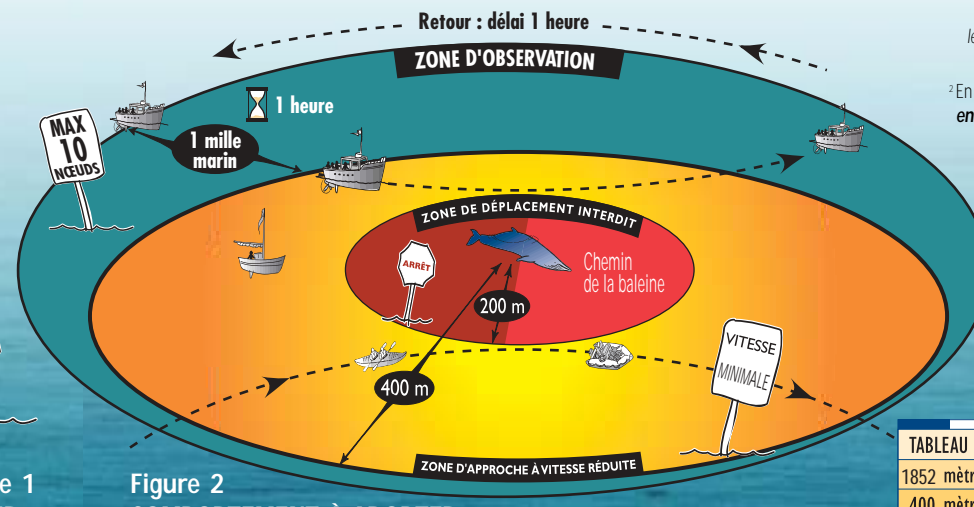 Retour : délai 1 heure
ZONE D'OBSERVATION
1 heure
MAX
10
NŒUDS
1 mille
marin
² En
ZONE DE DÉPLACEMENT INTERDIT
ARRÊT
Chemin
de la baleine
200 m
400 m
VITESSE
MINIMALE
ZONE D'APPROCHE À VITESSE RÉDUITE
TABLEAU
1852 mètr
400 mètr
e 1
Figure 2
COMPORTEMENT À ADOPTER